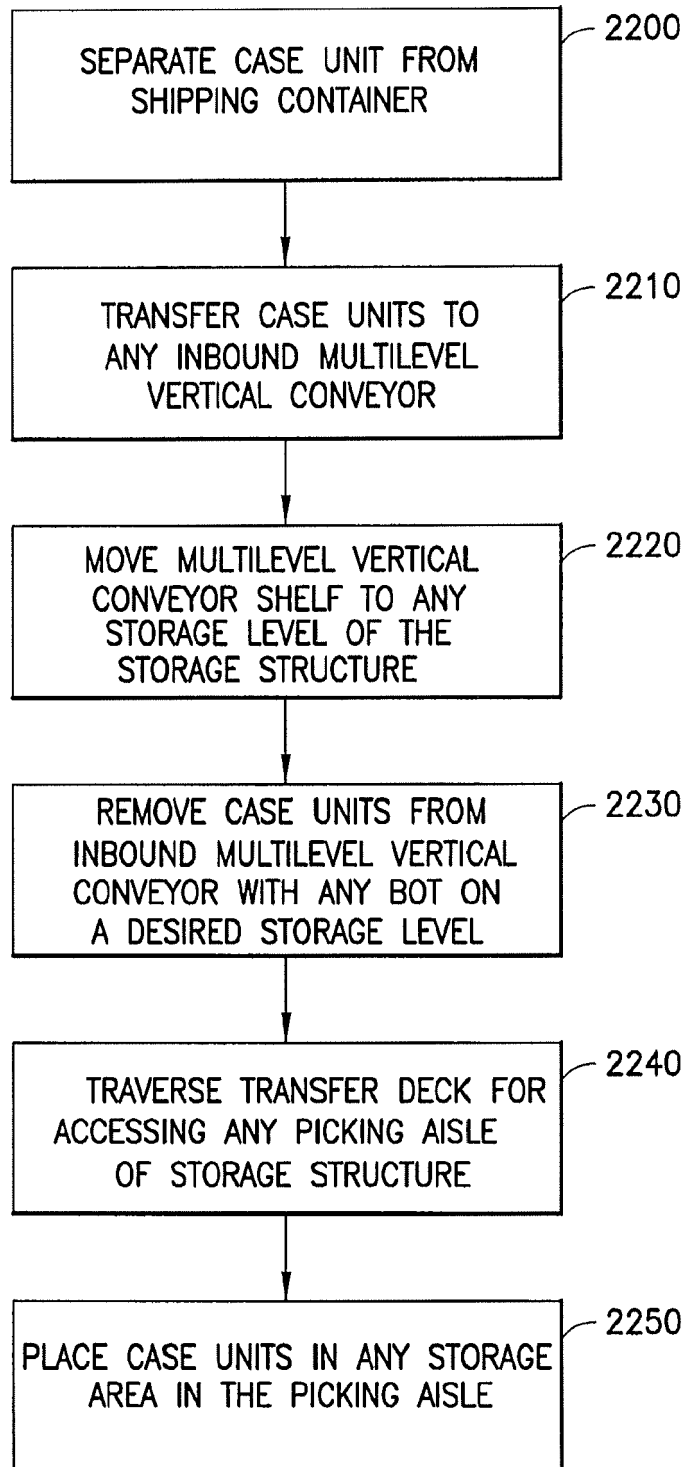 SEPARATE CASE UNIT FROM
SHIPPING CONTAINER
2200
TRANSFER CASE UNITS TO
ANY INBOUND MULTILEVEL
VERTICAL CONVEYOR
2210
MOVE MULTILEVEL VERTICAL
CONVEYOR SHELF TO ANY
STORAGE LEVEL OF THE
STORAGE STRUCTURE
2220
REMOVE CASE UNITS FROM
INBOUND MULTILEVEL VERTICAL
CONVEYOR WITH ANY BOT ON
A DESIRED STORAGE LEVEL
2230
TRAVERSE TRANSFER DECK FOR
ACCESSING ANY PICKING AISLE
OF STORAGE STRUCTURE
2240
PLACE CASE UNITS IN ANY STORAGE
AREA IN THE PICKING AISLE
2250